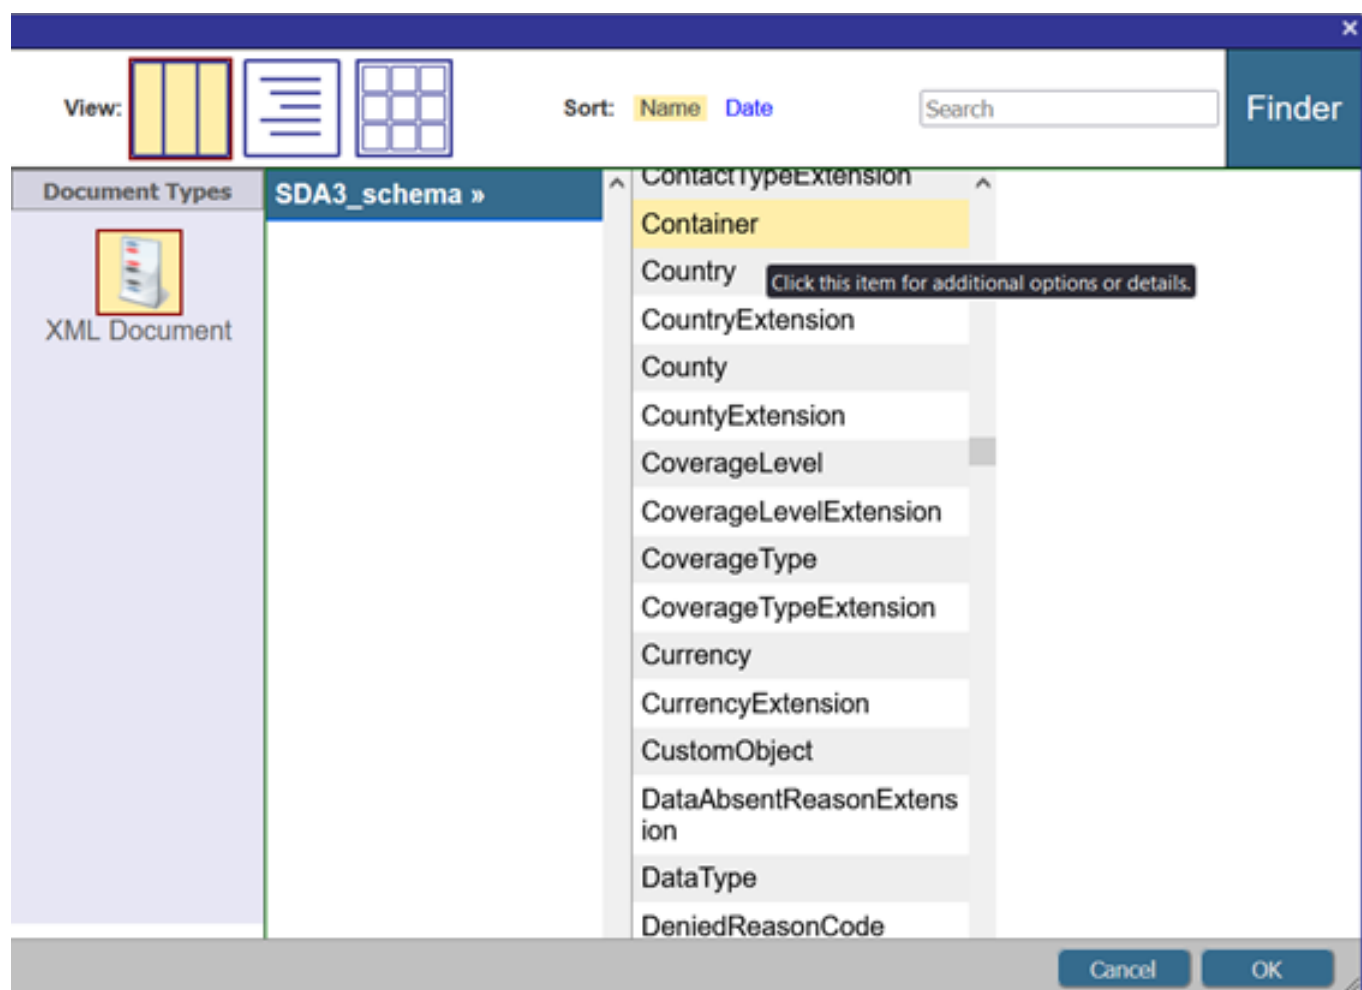 ×
View:
Sort: Name Date
Search
Finder
Document Types
XML Document
SDA3_schema »
ContactTypeExtension
Container
Country
Click this item for additional options or details.
CountryExtension
County
CountyExtension
CoverageLevel
CoverageLevelExtension
CoverageType
CoverageTypeExtension
Currency
CurrencyExtension
CustomObject
DataAbsentReasonExtens
ion
DataType
DeniedReasonCode
Cancel
OK